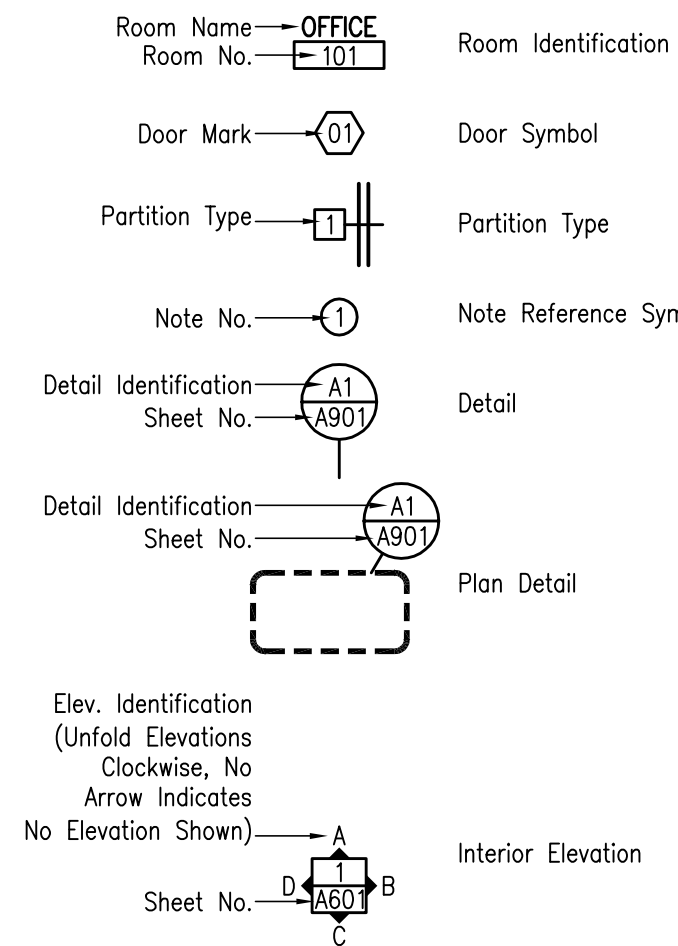 Room Name OFFICE
Room No. 101 Room Identification
Door Mark 01 Door Symbol
Partition Type 1 Partition Type
Note No. 1 Note Reference
Detail Identification A1
Sheet No. A901 Detail
Detail Identification A1
Sheet No. A901
Plan Detail
Elev. Identification
(Unfold Elevations
Clockwise, No
Arrow Indicates
No Elevation Shown) A
1 Interior Elevation
D B
Sheet No. A601
C